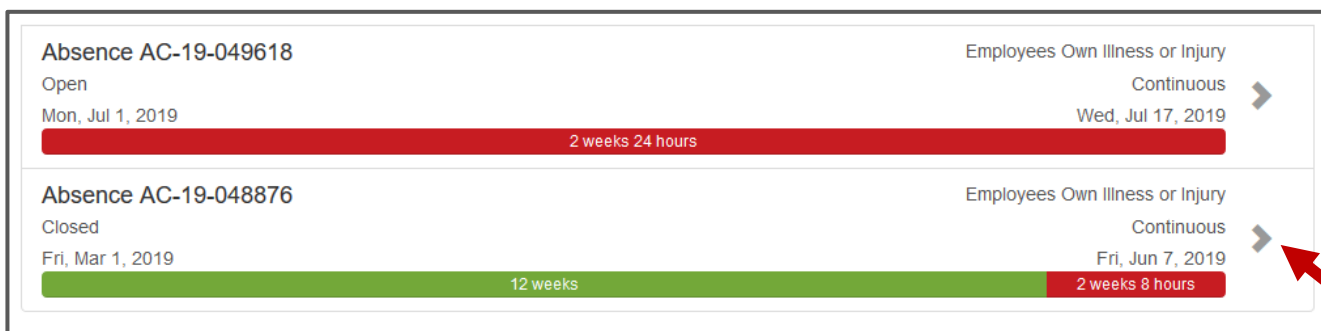 Absence AC-19-049618 Employees Own Illness or Injury
Open Continuous
Mon, Jul 1, 2019 Wed, Jul 17, 2019
2 weeks 24 hours
Absence AC-19-048876 Employees Own Illness or Injury
Closed Continuous
Fri, Mar 1, 2019 Fri, Jun 7, 2019
12 weeks 2 weeks 8 hours